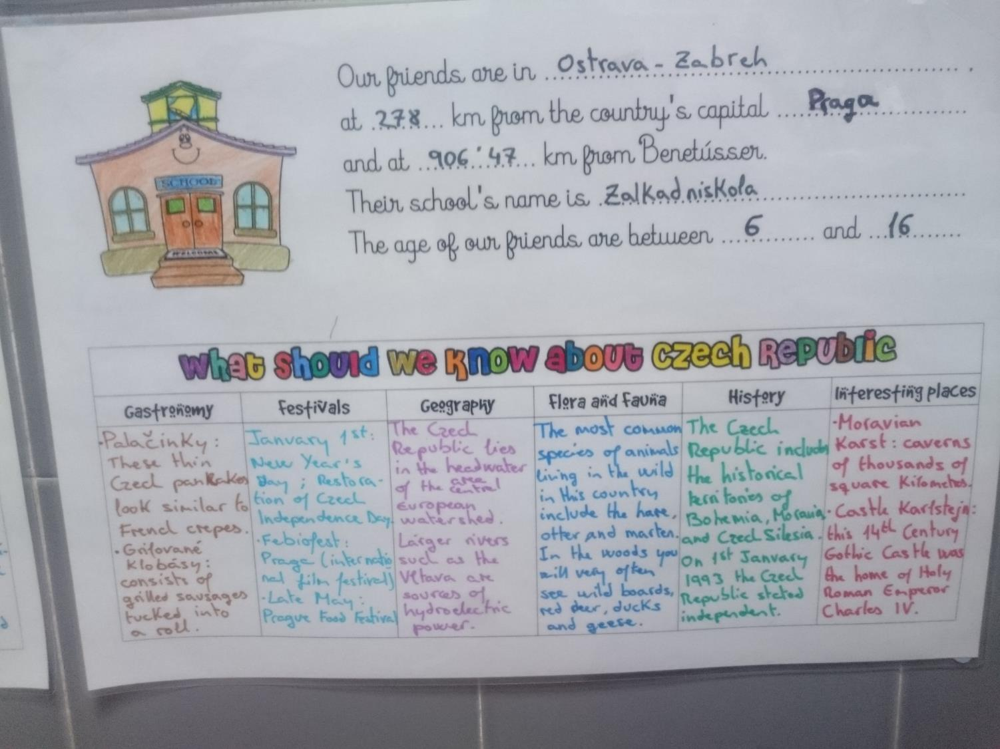 Our friends are in Ostrava - Zabreh
at 278 km from the country's capital Praga
and at 906'47 km from Benetússer.
Their school's name is ZalKadnisKola
The age of our friends are between 6 and 16
SCHOOL
WELCOME
What should we know about Czech Republic
Gastronomy
·Palačinky:
These thin
Czech pankakes
look similar to
French crepes.
·Grilované
Klobásy:
consists of
grilled sausages
tucked into
a roll.
Festivals
January 1st:
New Year's
Day; Restora-
tion of Czech
Independence Day
·Febiofest:
Praga (internatio
nal film festival)
·Late May:
Prague Food Festival
Geography
The Czech
Republic lies
in the headwater
area
of the central
European
watershed.
Larger rivers
such as the
Vltava are
sources of
hydroelectric
power.
Flora and Fauna
The most common
species of animals
living in the wild
in this country
include the hare,
otter and marten.
In the woods you
will very often
see wild boards,
red deer, ducks
and geese.
History
The Czech
Republic includes
the historical
territories of
Bohemia, Moravia,
and Czech Silesia.
On 1st January
1993 the Czech
Republic stated
independent.
Interesting places
·Moravian
Karst: caverns
of thousands of
square Kilometres.
·Castle Karlstejn:
this 14th Century
Gothic Castle was
the home of Holy
Roman Emperor
Charles IV.